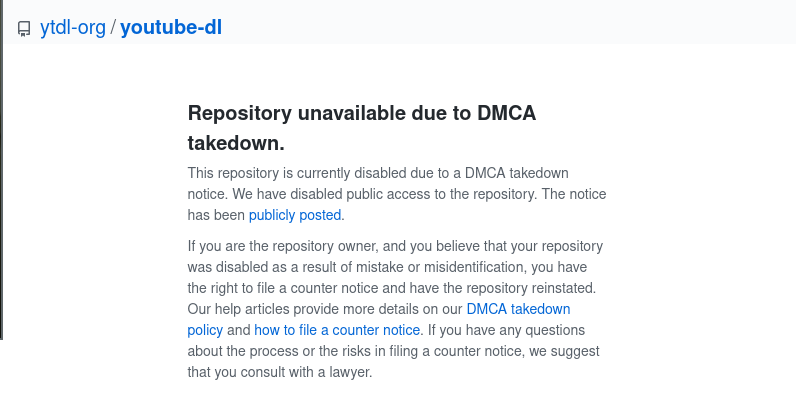 ytdl-org / youtube-dl
Repository unavailable due to DMCA
takedown.
This repository is currently disabled due to a DMCA takedown
notice. We have disabled public access to the repository. The notice
has been publicly posted.
If you are the repository owner, and you believe that your repository
was disabled as a result of mistake or misidentification, you have
the right to file a counter notice and have the repository reinstated.
Our help articles provide more details on our DMCA takedown
policy and how to file a counter notice. If you have any questions
about the process or the risks in filing a counter notice, we suggest
that you consult with a lawyer.